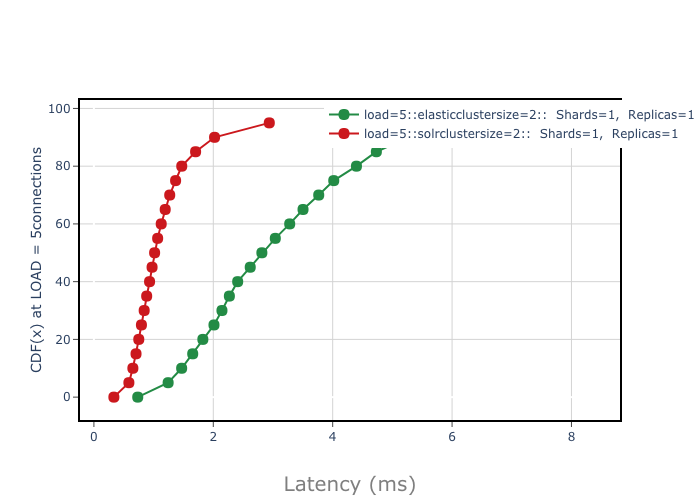 load=5::elasticclustersize=2::  Shards=1,  Replicas=1
load=5::solrclustersize=2::  Shards=1,  Replicas=1
CDF(x) at LOAD = 5connections
100
80
60
40
20
0
0 2 4 6 8
Latency (ms)